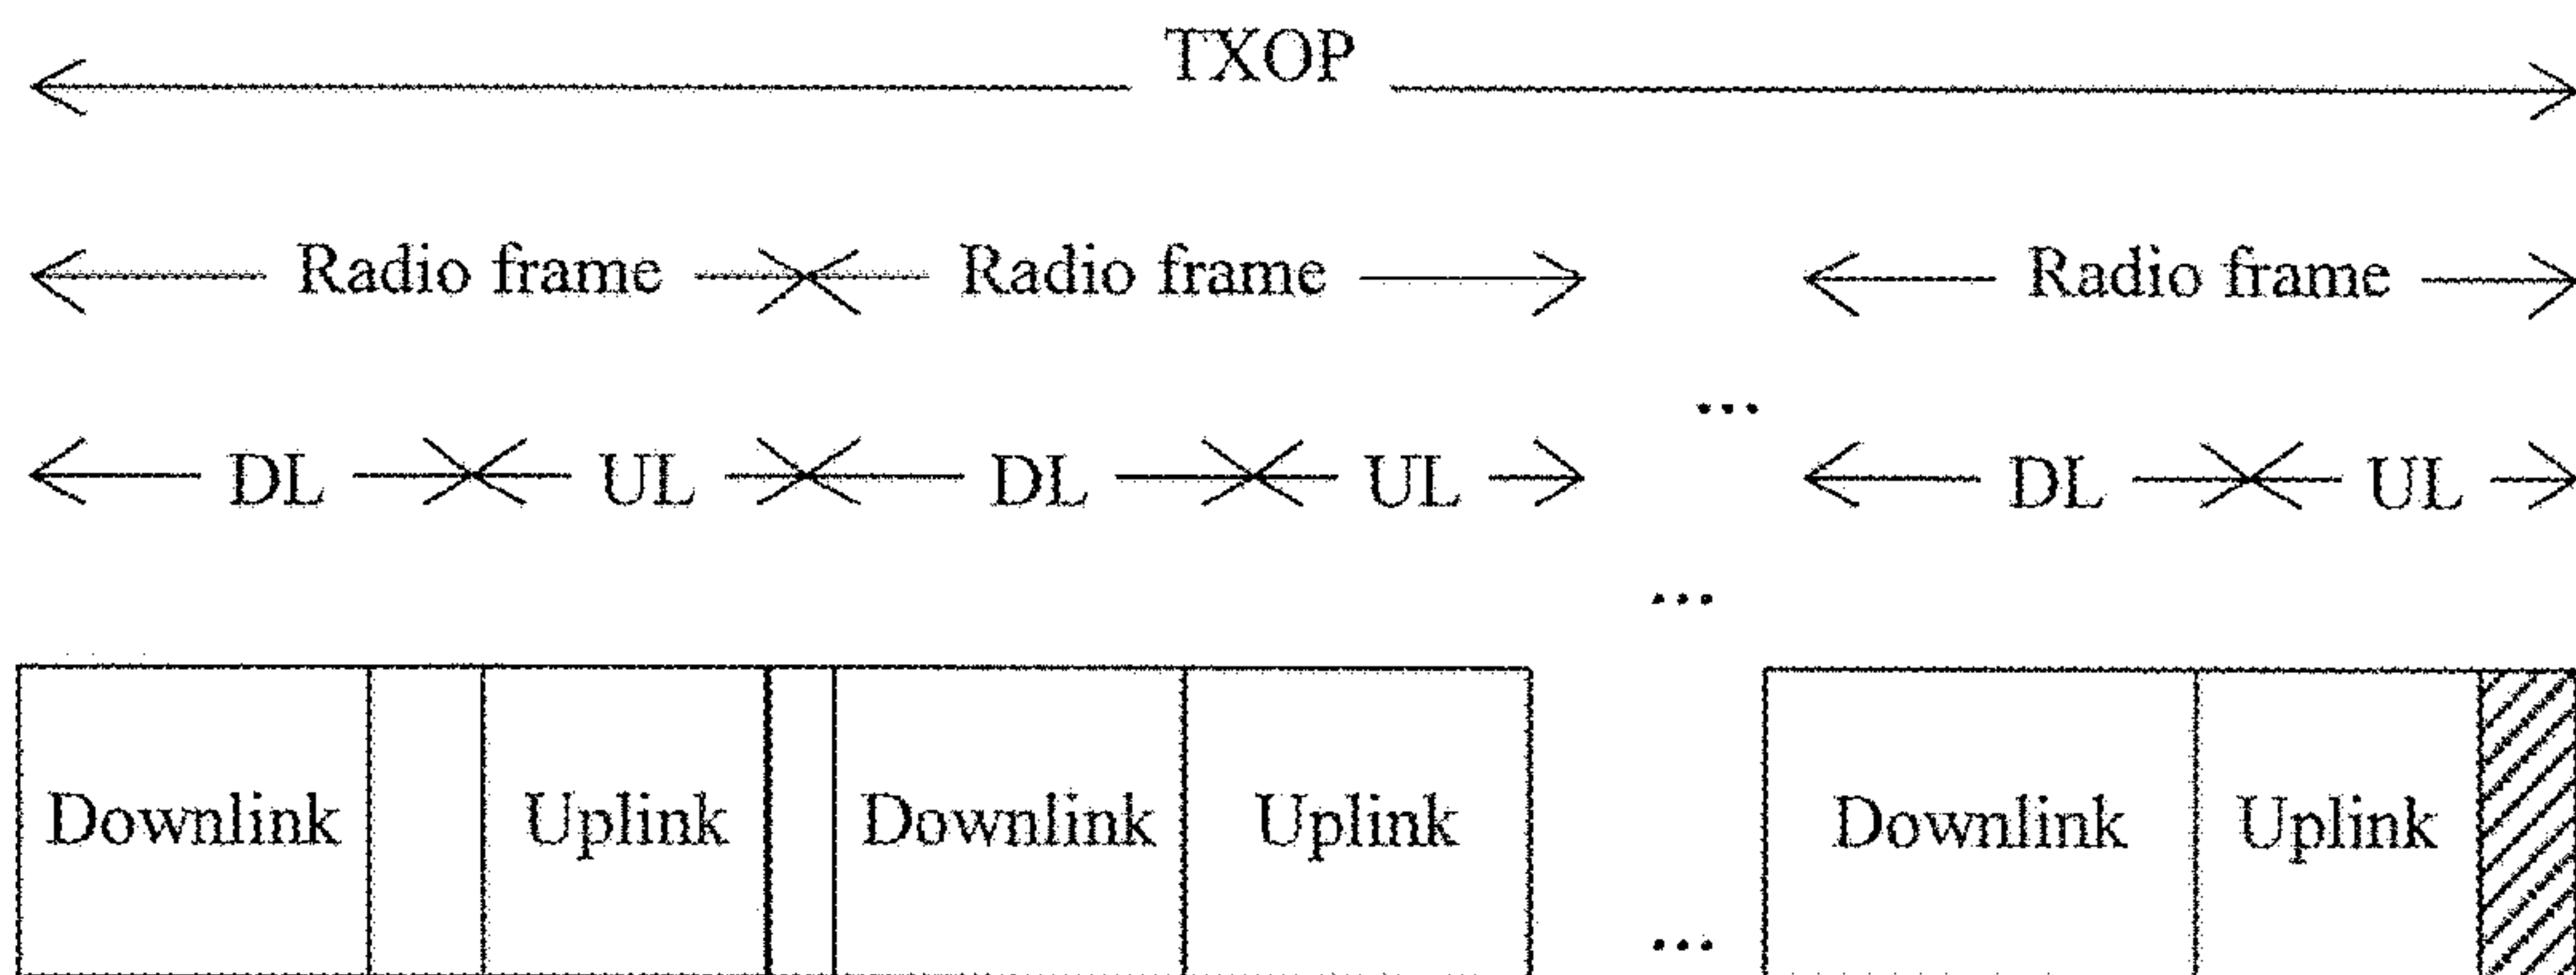 TXOP
Radio frame Radio frame Radio frame
...
DL UL DL UL DL UL
...
Downlink Uplink Downlink Uplink Downlink Uplink
...